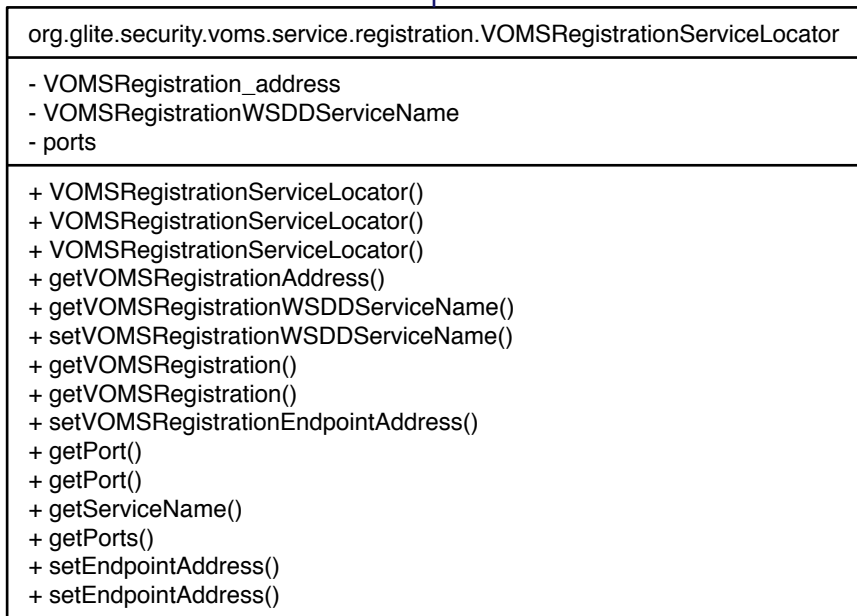 org.glite.security.voms.service.registration.VOMSRegistrationServiceLocator
- VOMSRegistration_address
- VOMSRegistrationWSDDServiceName
- ports
+ VOMSRegistrationServiceLocator()
+ VOMSRegistrationServiceLocator()
+ VOMSRegistrationServiceLocator()
+ getVOMSRegistrationAddress()
+ getVOMSRegistrationWSDDServiceName()
+ setVOMSRegistrationWSDDServiceName()
+ getVOMSRegistration()
+ getVOMSRegistration()
+ setVOMSRegistrationEndpointAddress()
+ getPort()
+ getPort()
+ getServiceName()
+ getPorts()
+ setEndpointAddress()
+ setEndpointAddress()